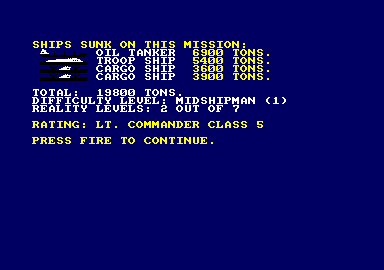 SHIPS SUNK ON THIS MISSION:
OIL TANKER 6900 TONS.
TROOP SHIP 5400 TONS.
CARGO SHIP 3600 TONS.
CARGO SHIP 3900 TONS.
TOTAL: 19800 TONS.
DIFFICULTY LEVEL: MIDSHIPMAN (1)
REALITY LEVELS: 2 OUT OF 7
RATING: LT. COMMANDER CLASS 5
PRESS FIRE TO CONTINUE.